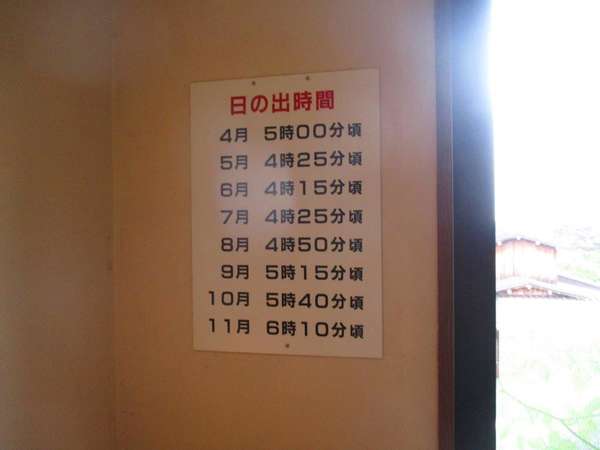 日の出時間
4月 5時00分頃
5月 4時25分頃
6月 4時15分頃
7月 4時25分頃
8月 4時50分頃
9月 5時15分頃
10月 5時40分頃
11月 6時10分頃